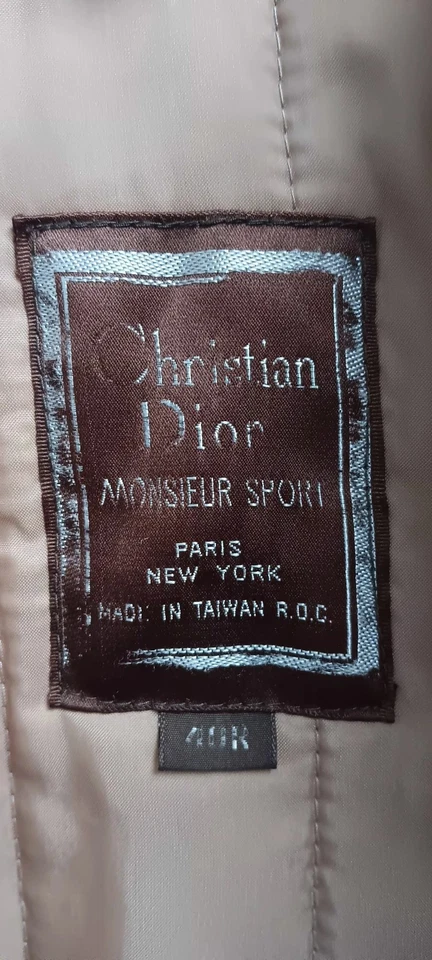 Christian
Dior
MONSIEUR SPORT
PARIS
NEW YORK
MADE IN TAIWAN R.O.C.
40R